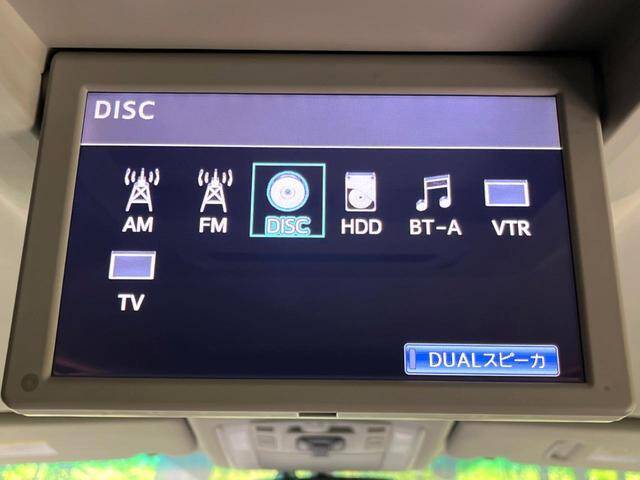 DISC
AM FM DISC HDD BT-A VTR
TV
DUALスピーカ